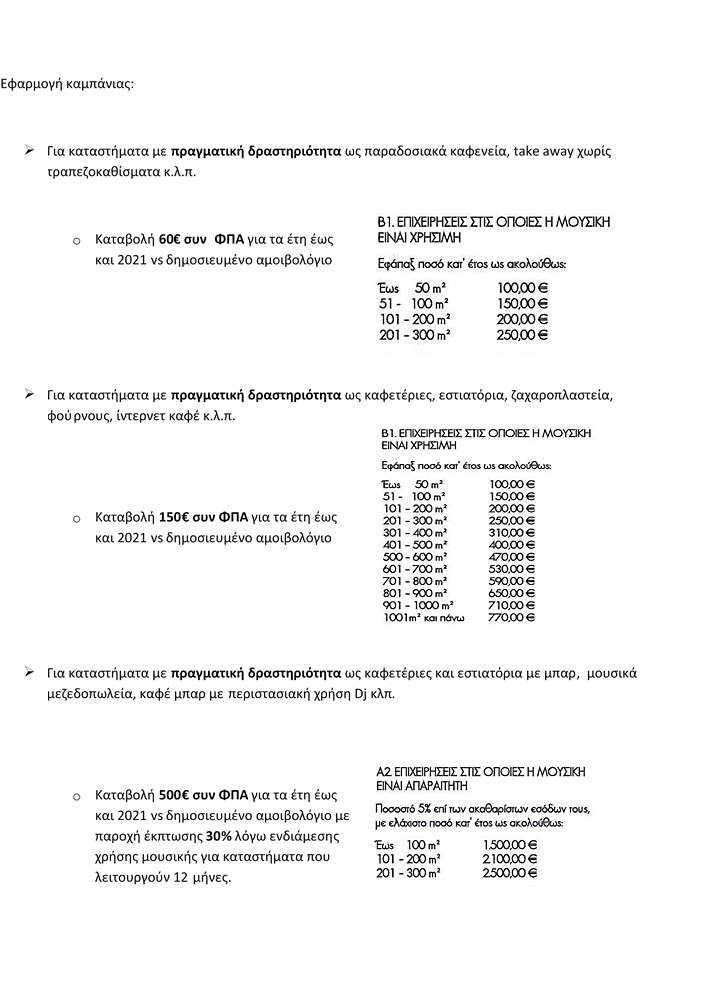 Εφαρμογή καμπάνιας:
➢ Για καταστήματα με πραγματική δραστηριότητα ως παραδοσιακά καφενεία, take away χωρίς
τραπεζοκαθίσματα κ.λ.π.
o Καταβολή 60€ συν ΦΠΑ για τα έτη έως
και 2021 vs δημοσιευμένο αμοιβολόγιο
Β1. ΕΠΙΧΕΙΡΗΣΕΙΣ ΣΤΙΣ ΟΠΟΙΕΣ Η ΜΟΥΣΙΚΗ
ΕΙΝΑΙ ΧΡΗΣΙΜΗ
Εφάπαξ ποσό κατ' έτος ως ακολούθως:
Έως 50 m² 100,00 €
51 - 100 m² 150,00 €
101 – 200 m² 200,00 €
201 – 300 m² 250,00 €
➢ Για καταστήματα με πραγματική δραστηριότητα ως καφετέριες, εστιατόρια, ζαχαροπλαστεία,
φούρνους, ίντερνετ καφέ κ.λ.π.
o Καταβολή 150€ συν ΦΠΑ για τα έτη έως
και 2021 vs δημοσιευμένο αμοιβολόγιο
Β1. ΕΠΙΧΕΙΡΗΣΕΙΣ ΣΤΙΣ ΟΠΟΙΕΣ Η ΜΟΥΣΙΚΗ
ΕΙΝΑΙ ΧΡΗΣΙΜΗ
Εφάπαξ ποσό κατ' έτος ως ακολούθως:
Έως 50 m² 100,00 €
51 - 100 m² 150,00 €
101 – 200 m² 200,00 €
201 – 300 m² 250,00 €
301 – 400 m² 310,00 €
401 – 500 m² 400,00 €
500 – 600 m² 470,00 €
601 – 700 m² 530,00 €
701 – 800 m² 590,00 €
801 – 900 m² 650,00 €
901 – 1000 m² 710,00 €
1001m² και πάνω 770,00 €
➢ Για καταστήματα με πραγματική δραστηριότητα ως καφετέριες και εστιατόρια με μπαρ, μουσικά
μεζεδοπωλεία, καφέ μπαρ με περιστασιακή χρήση Dj κλπ.
o Καταβολή 500€ συν ΦΠΑ για τα έτη έως
και 2021 vs δημοσιευμένο αμοιβολόγιο με
παροχή έκπτωσης 30% λόγω ενδιάμεσης
χρήσης μουσικής για καταστήματα που
λειτουργούν 12 μήνες.
Α2. ΕΠΙΧΕΙΡΗΣΕΙΣ ΣΤΙΣ ΟΠΟΙΕΣ Η ΜΟΥΣΙΚΗ
ΕΙΝΑΙ ΑΠΑΡΑΙΤΗΤΗ
Ποσοστό 5% επί των ακαθαρίστων εσόδων τους,
με ελάχιστο ποσό κατ' έτος ως ακολούθως:
Έως 100 m² 1.500,00 €
101 – 200 m² 2.100,00 €
201 – 300 m² 2.500,00 €